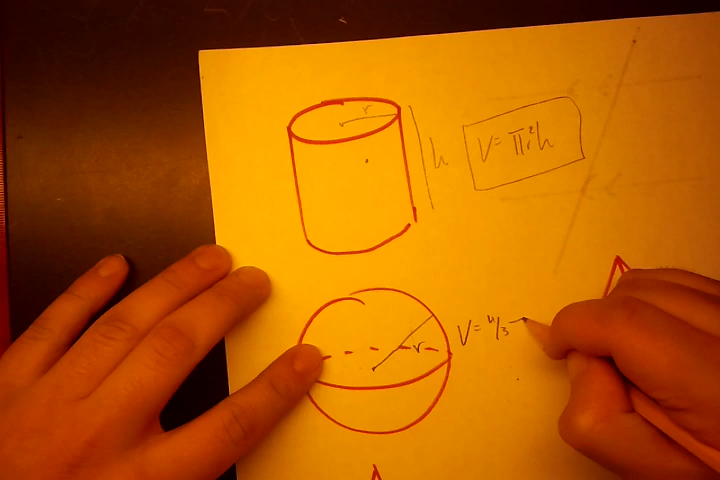 r
h
V = πr²h
r
V = 4/3